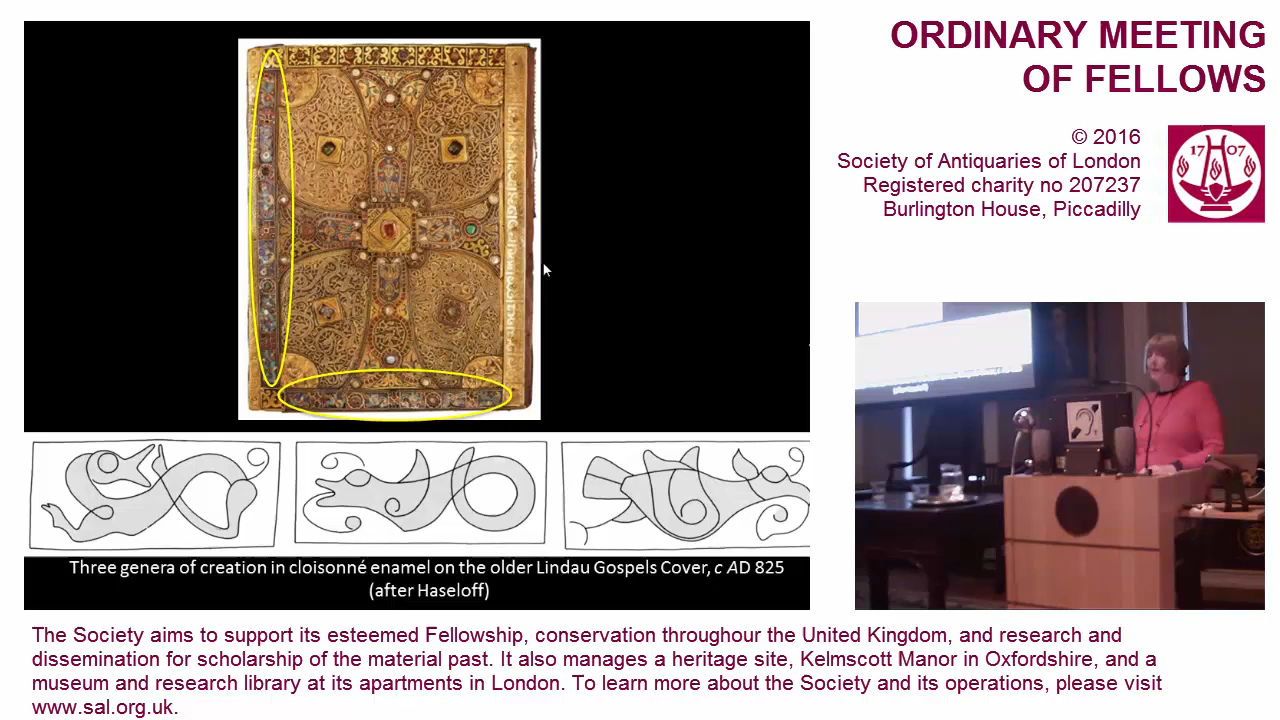 ORDINARY MEETING
OF FELLOWS
© 2016
Society of Antiquaries of London
Registered charity no 207237
Burlington House, Piccadilly
17 07
Three genera of creation in cloisonné enamel on the older Lindau Gospels Cover, c AD 825
(after Haseloff)
The Society aims to support its esteemed Fellowship, conservation throughour the United Kingdom, and research and
dissemination for scholarship of the material past. It also manages a heritage site, Kelmscott Manor in Oxfordshire, and a
museum and research library at its apartments in London. To learn more about the Society and its operations, please visit
www.sal.org.uk.